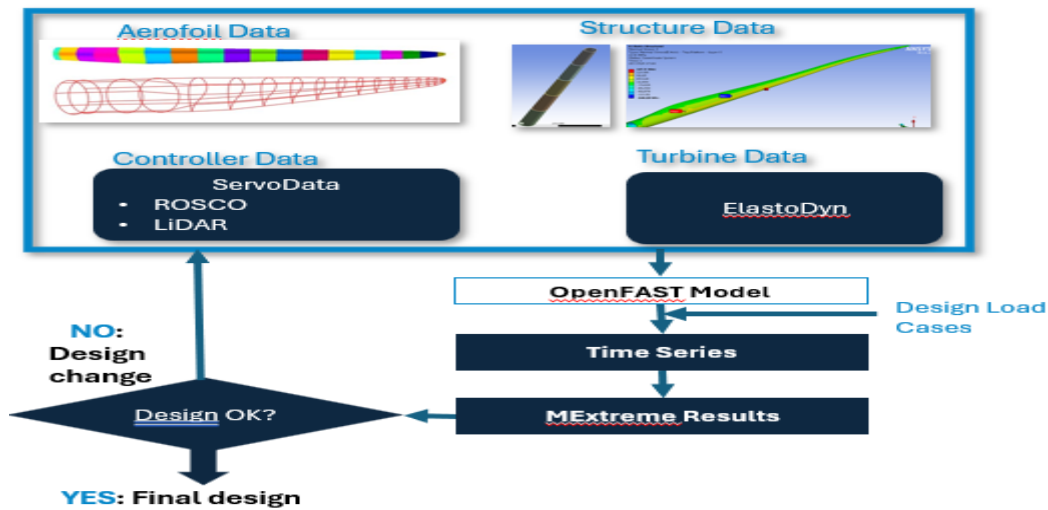 Aerofoil Data
Structure Data
ANSYS
Controller Data
Turbine Data
ServoData
• ROSCO
• LiDAR
ElastoDyn
OpenFAST Model
Design Load
Cases
Time Series
MExtreme Results
NO:
Design
change
Design OK?
YES: Final design